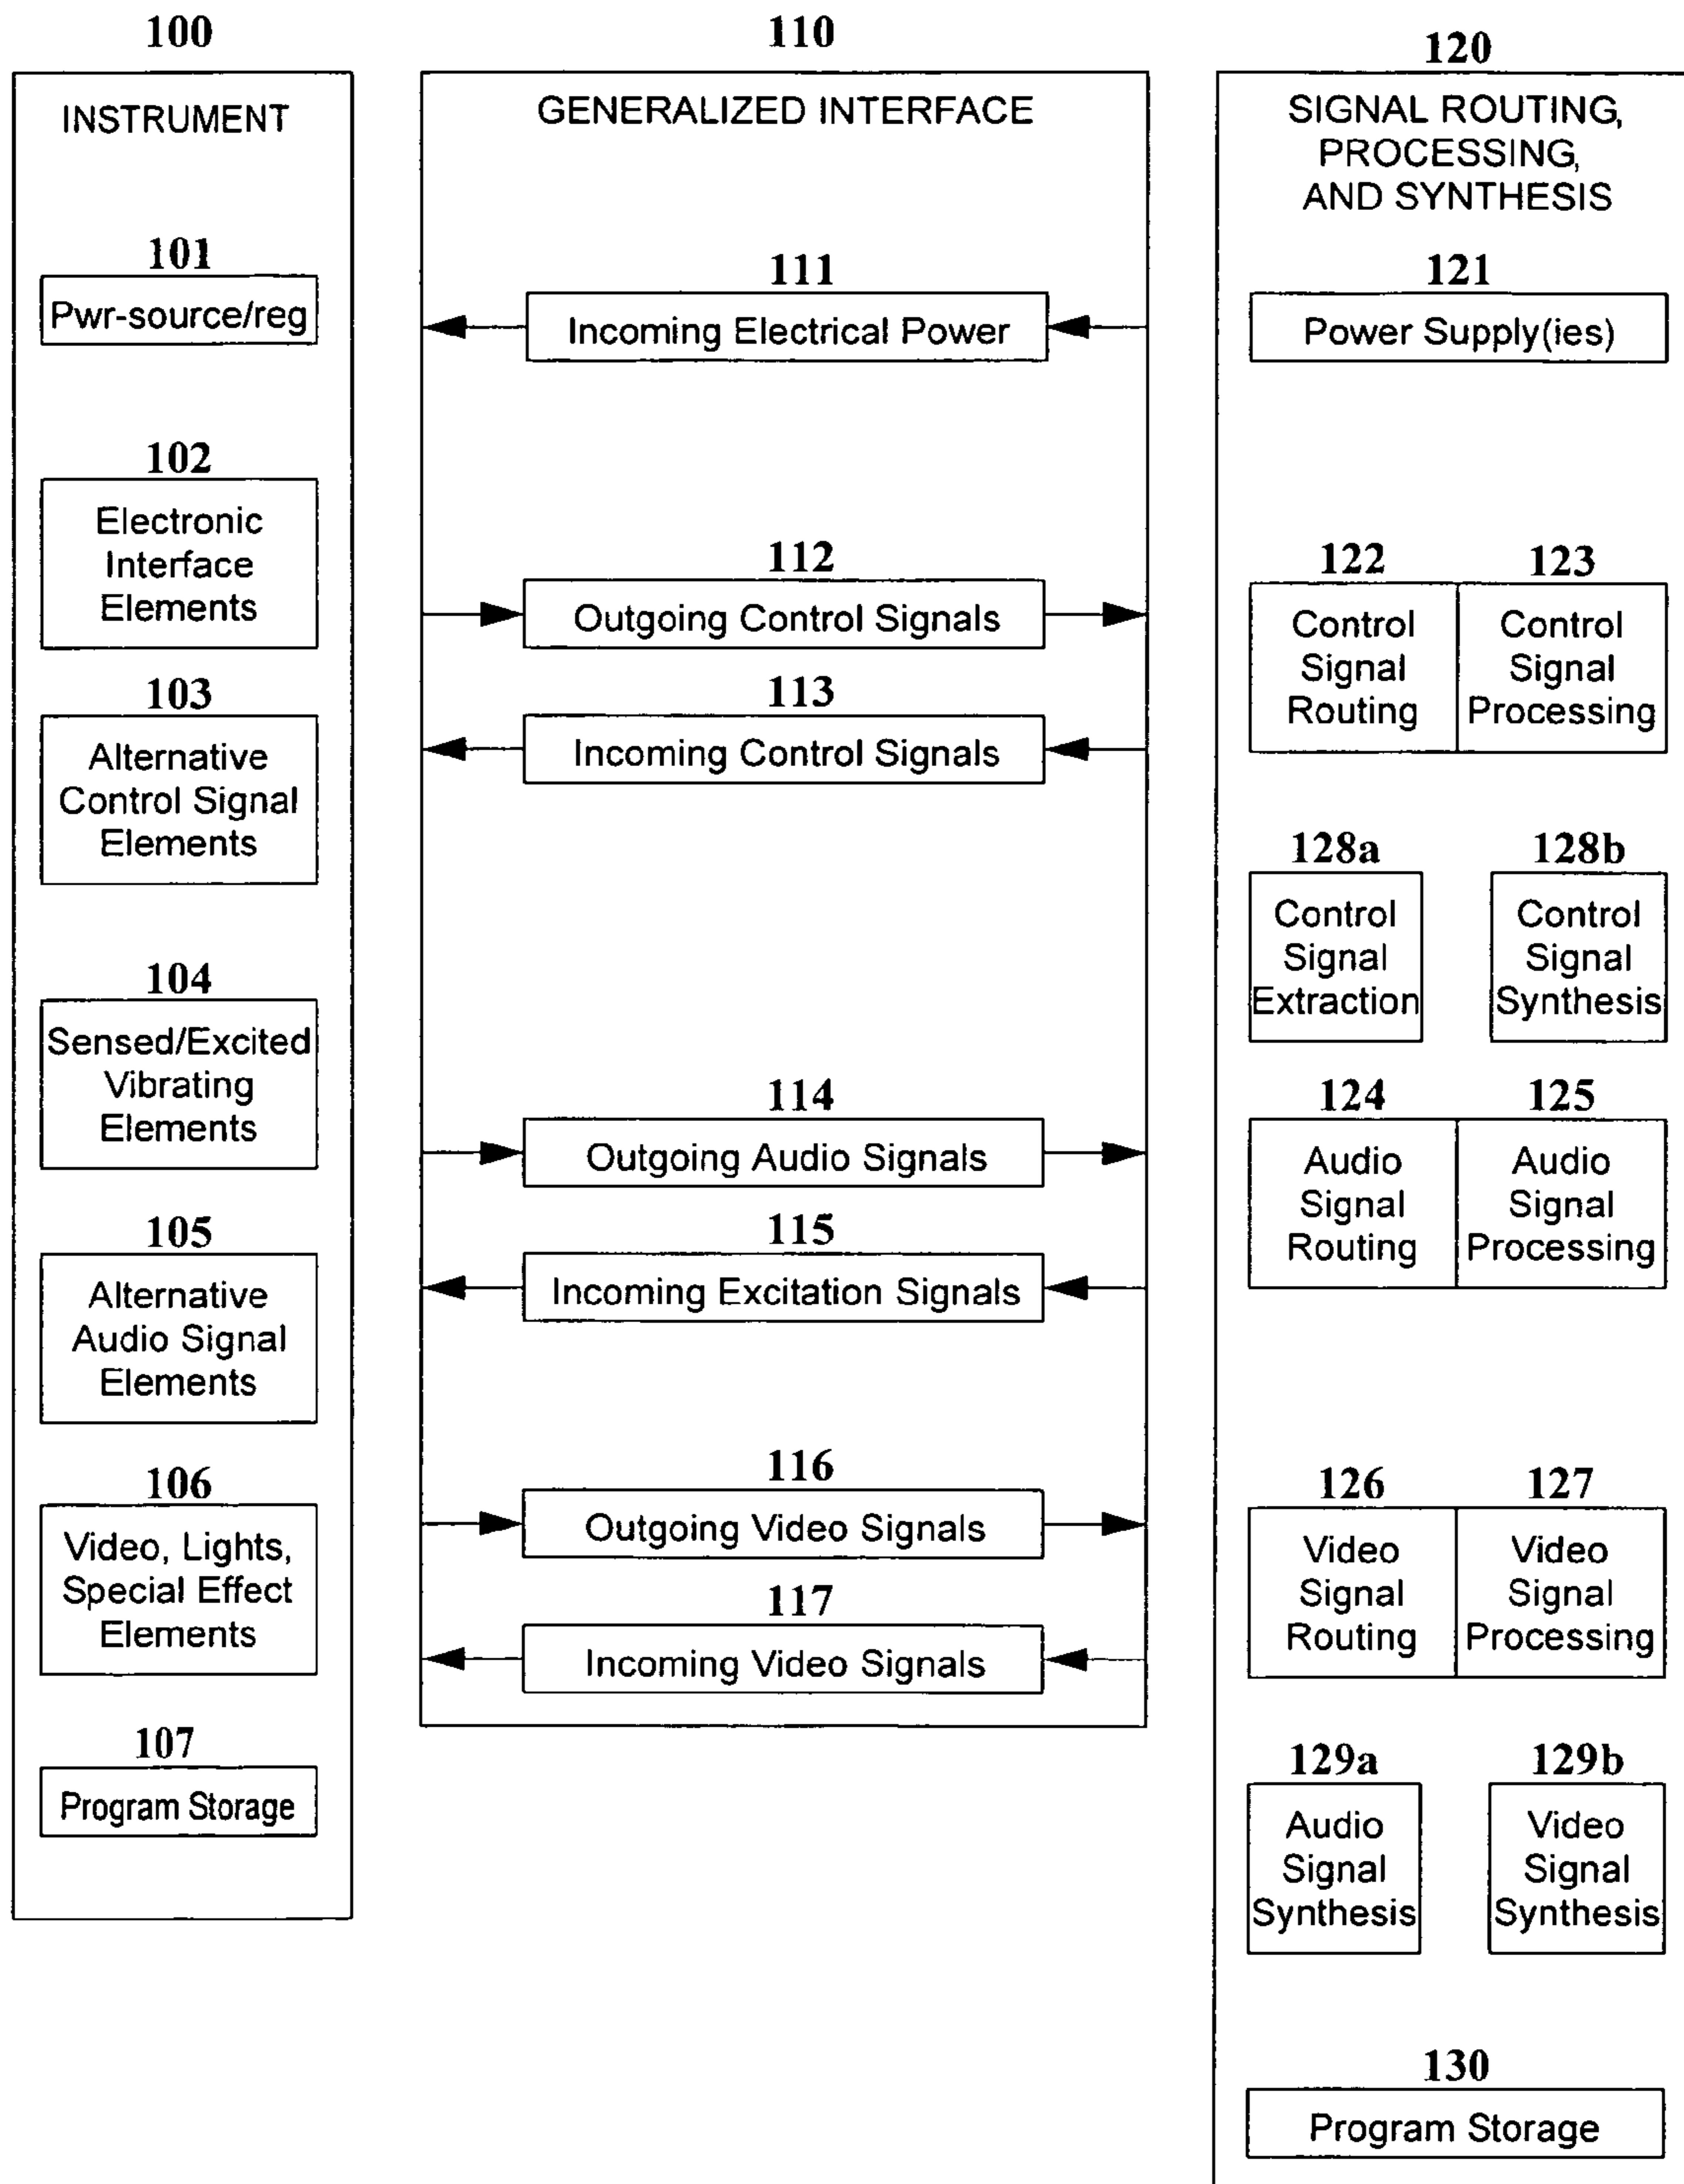 100
INSTRUMENT
101
Pwr-source/reg
102
Electronic
Interface
Elements
103
Alternative
Control Signal
Elements
104
Sensed/Excited
Vibrating
Elements
105
Alternative
Audio Signal
Elements
106
Video, Lights,
Special Effect
Elements
107
Program Storage
110
GENERALIZED INTERFACE
111
Incoming Electrical Power
112
Outgoing Control Signals
113
Incoming Control Signals
114
Outgoing Audio Signals
115
Incoming Excitation Signals
116
Outgoing Video Signals
117
Incoming Video Signals
120
SIGNAL ROUTING,
PROCESSING,
AND SYNTHESIS
121
Power Supply(ies)
122
Control
Signal
Routing
123
Control
Signal
Processing
128a
Control
Signal
Extraction
128b
Control
Signal
Synthesis
124
Audio
Signal
Routing
125
Audio
Signal
Processing
126
Video
Signal
Routing
127
Video
Signal
Processing
129a
Audio
Signal
Synthesis
129b
Video
Signal
Synthesis
130
Program Storage